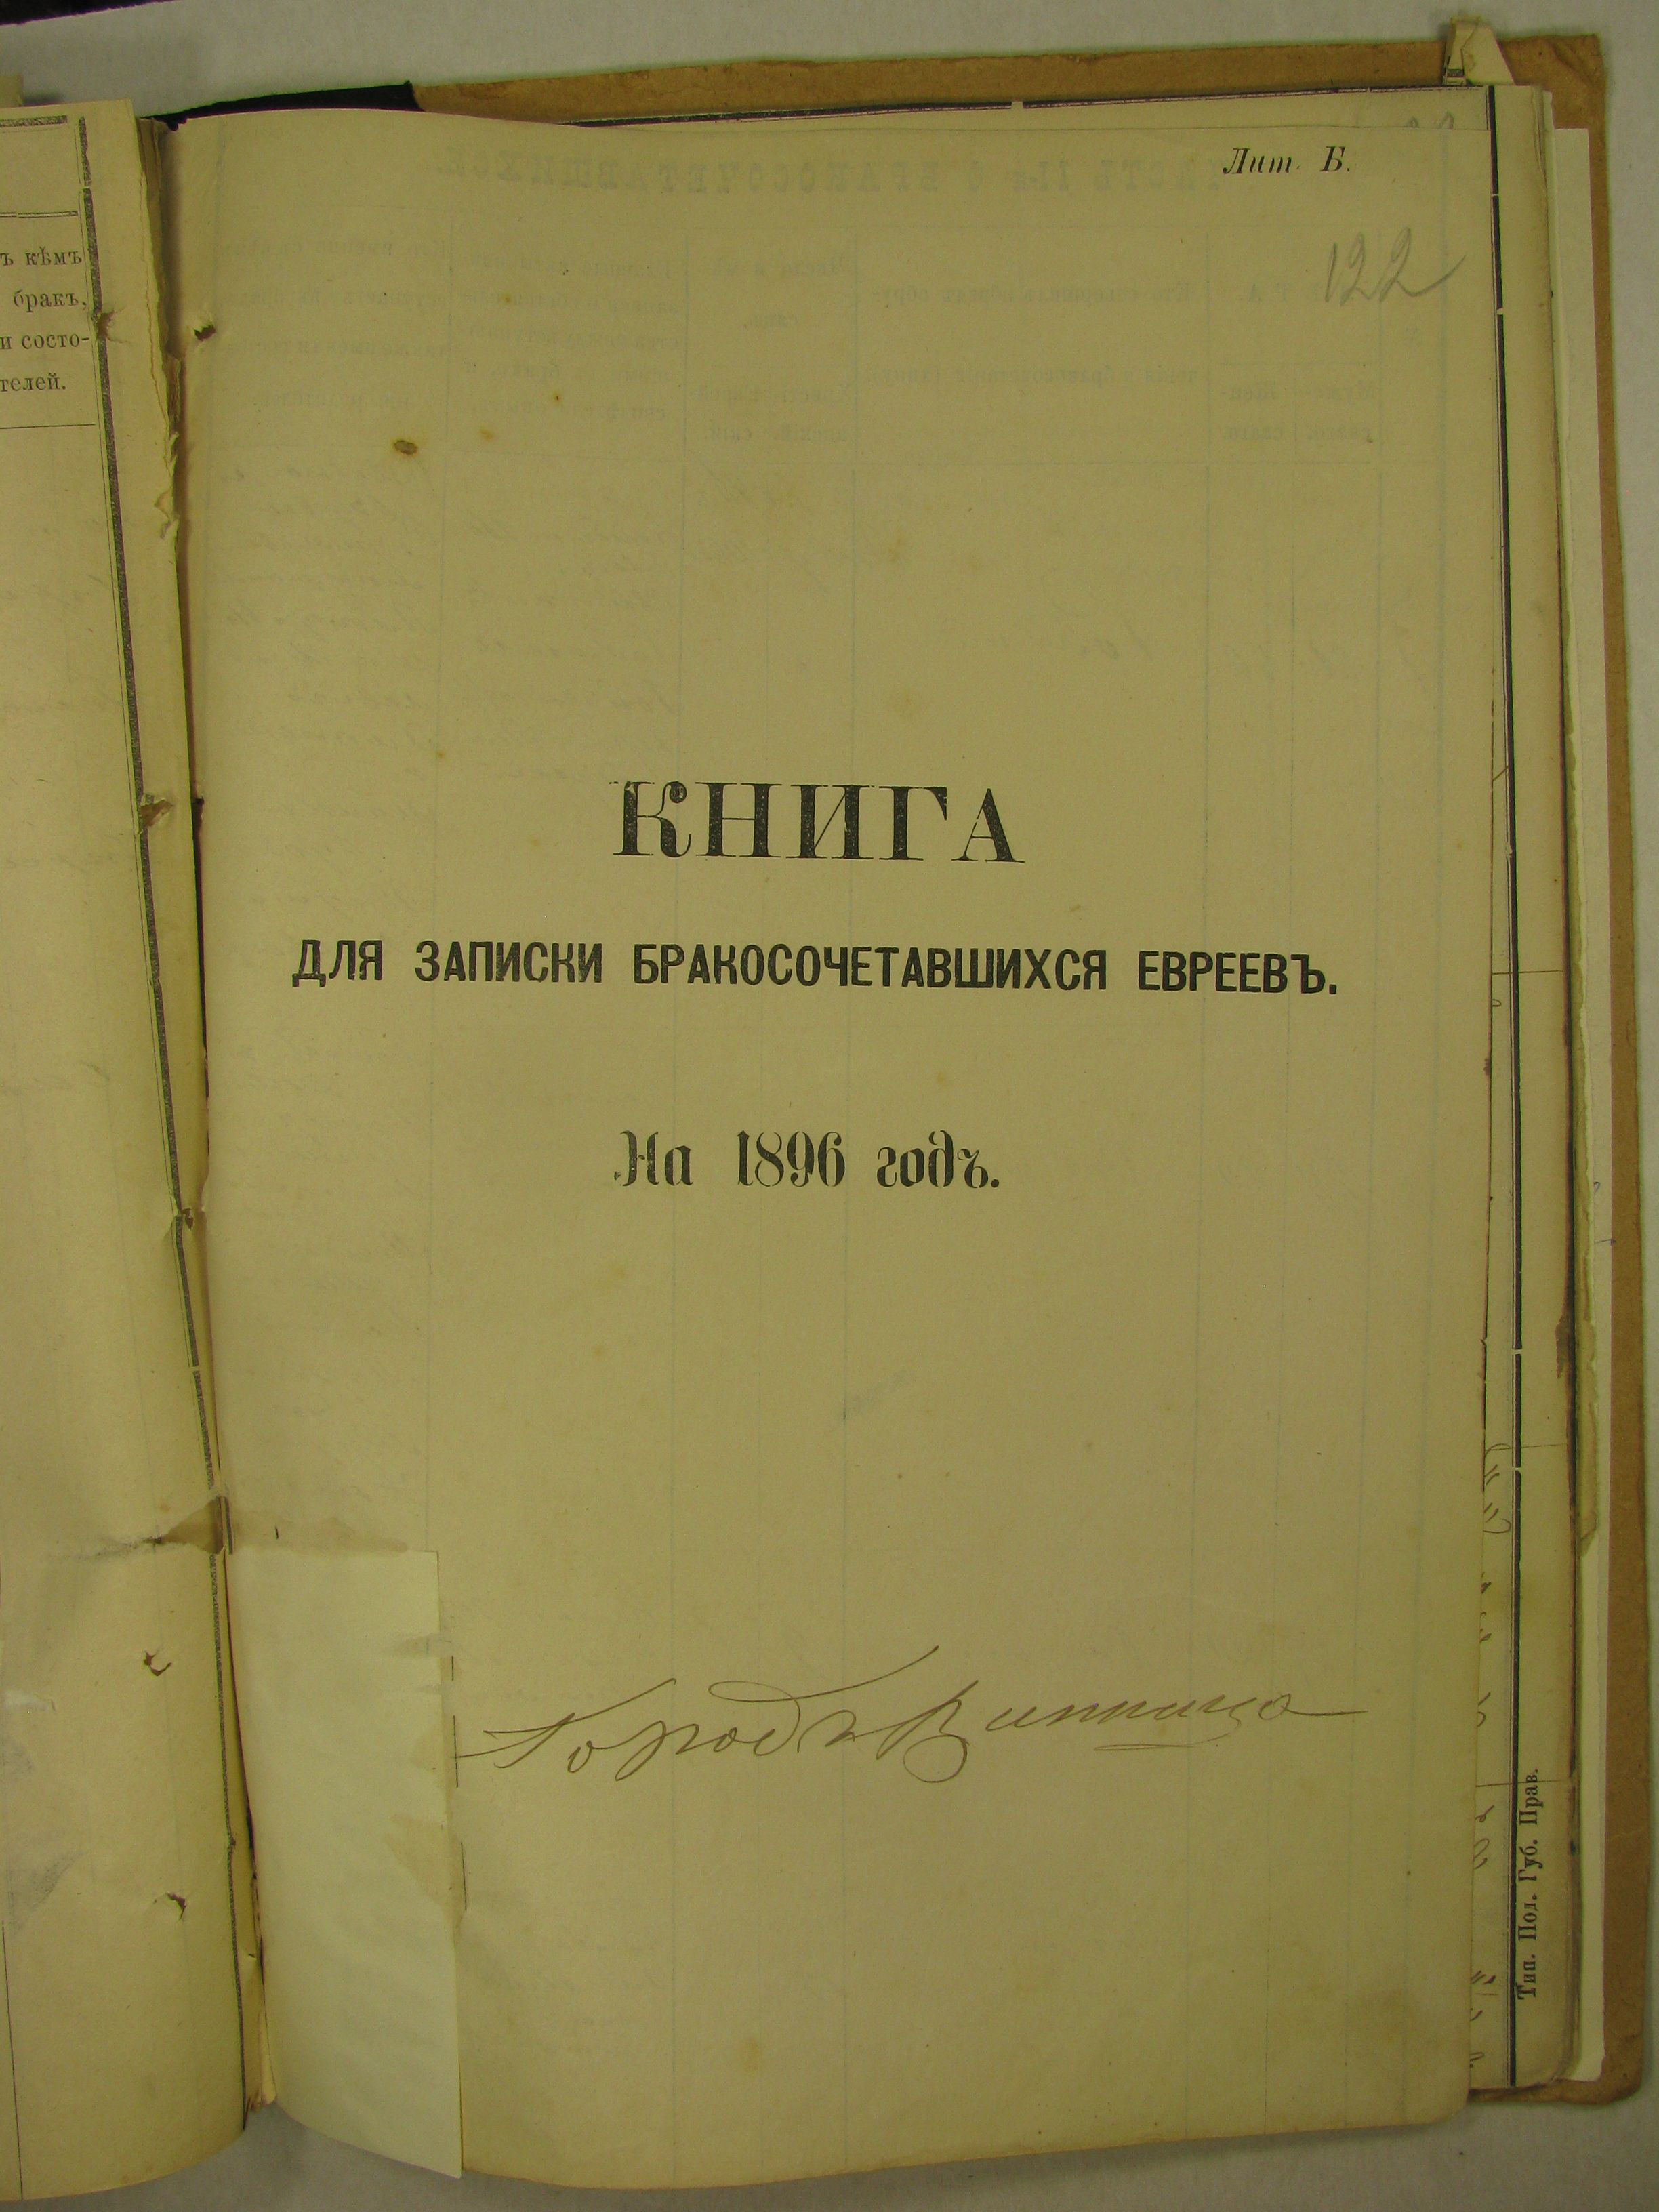 ъ кѣмъ
бракъ,
и состо-
телей.
Лит. Б.
122
КНИГА
ДЛЯ ЗАПИСКИ БРАКОСОЧЕТАВШИХСЯ ЕВРЕЕВЪ.
На 1896 годъ.
Городъ Винница
Тип. Под. Губ. Прав.